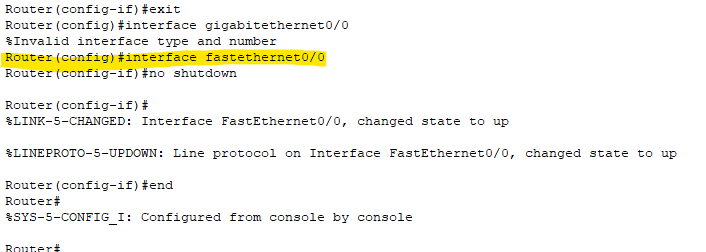 Router(config-if)#exit
Router(config)#interface gigabitethernet0/0
%Invalid interface type and number
Router(config)#interface fastethernet0/0
Router(config-if)#no shutdown
Router(config-if)#
%LINK-5-CHANGED: Interface FastEthernet0/0, changed state to up
%LINEPROTO-5-UPDOWN: Line protocol on Interface FastEthernet0/0, changed state to up
Router(config-if)#end
Router#
%SYS-5-CONFIG_I: Configured from console by console
Router#